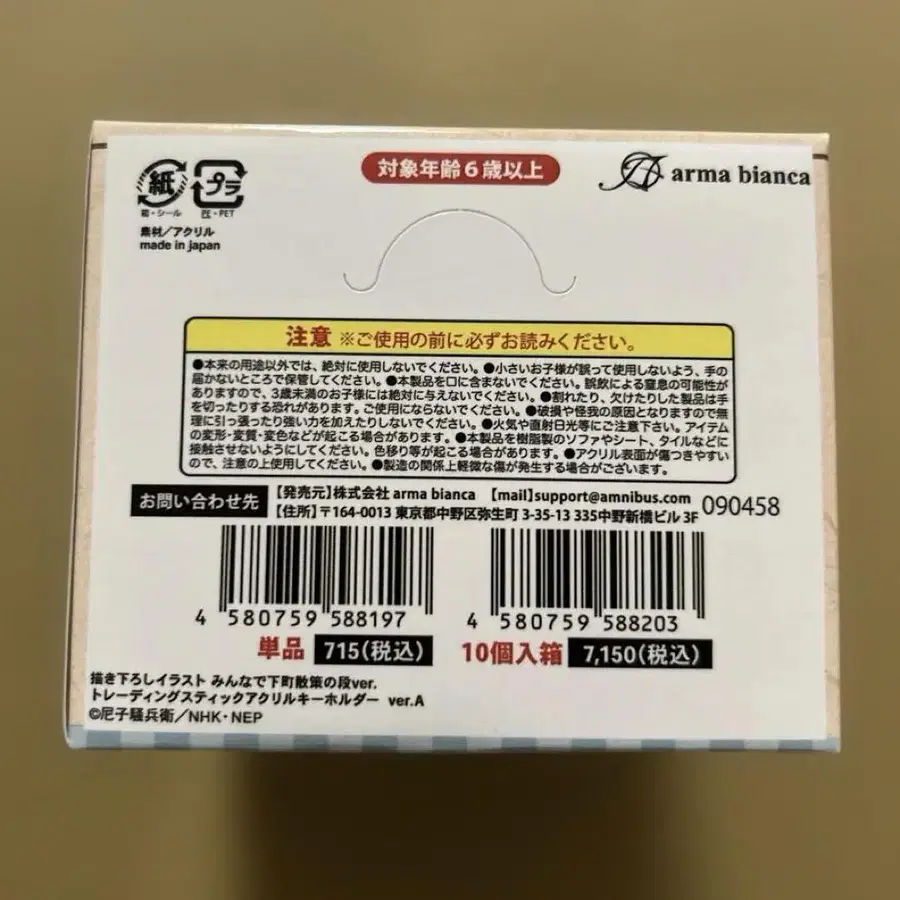 対象年齢6歳以上
arma bianca
紙
プラ
箱・シール
PE・PET
素材／アクリル
made in japan
注意 ※ご使用の前に必ずお読みください。
●本来の用途以外では、絶対に使用しないでください。●小さいお子様が誤って使用しないよう、手の
届かないところで保管してください。●本製品を口に含まないでください。誤飲による窒息の可能性が
ありますので、3歳未満のお子様には絶対に与えないでください。●割れたり、欠けたりした製品は手
を切ったりする恐れがあります。ご使用にならないでください。●破損や怪我の原因となりますので無
理に引っ張ったり強い力を加えたりしないでください。●火気や直射日光等にご注意下さい。アイテム
の変形・変質・変色などが起こる場合があります。●本製品を樹脂製のソファやシート、タイルなどに
接触させないようにしてください。色移り等が起こる場合があります。●アクリル表面が傷つきやすい
ので、注意の上使用してください。●製造の関係上軽微な傷が発生する場合がございます。
お問い合わせ先
【発売元】株式会社 arma bianca 【mail】support@amnibus.com
【住所】〒164-0013 東京都中野区弥生町 3-35-13 335中野新橋ビル 3F
090458
4 580759 588197
4 580759 588203
単品 715(税込)
10個入箱 7,150(税込)
描き下ろしイラスト みんなで下町散策の段ver.
トレーディングスティックアクリルキーホルダー ver.A
©尼子騒兵衛／NHK・NEP